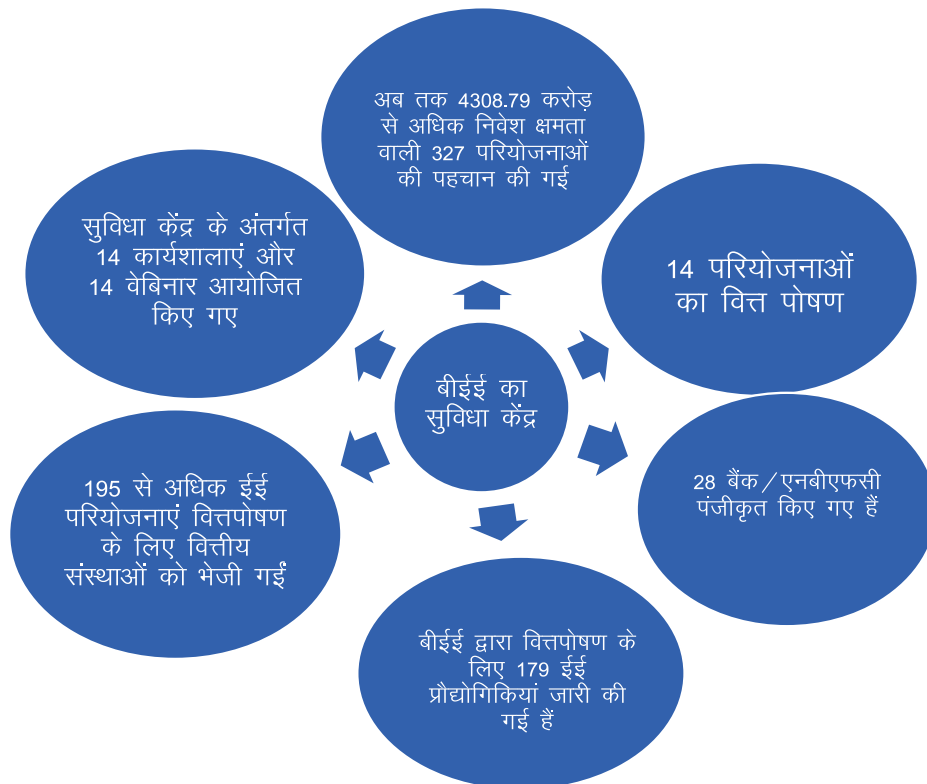 अब तक 4308.79 करोड़
से अधिक निवेश क्षमता
वाली 327 परियोजनाओं
की पहचान की गई
सुविधा केंद्र के अंतर्गत
14 कार्यशालाएं और
14 वेबिनार आयोजित
किए गए
14 परियोजनाओं
का वित्त पोषण
बीईई का
सुविधा केंद्र
195 से अधिक ईई
परियोजनाएं वित्तपोषण
के लिए वित्तीय
संस्थाओं को भेजी गईं
28 बैंक/एनबीएफसी
पंजीकृत किए गए हैं
बीईई द्वारा वित्तपोषण के
लिए 179 ईई
प्रौद्योगिकियां जारी की
गई हैं